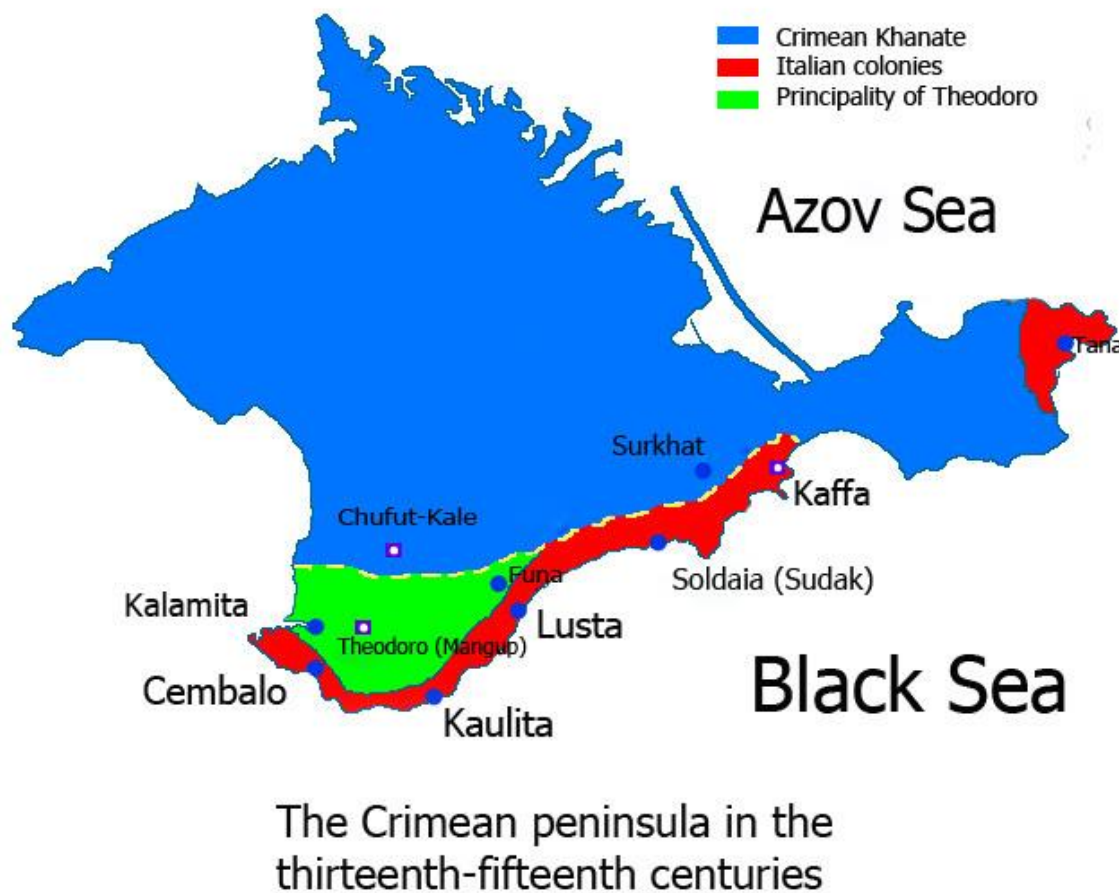 Crimean Khanate
Italian colonies
Principality of Theodoro
Azov Sea
Tana
Surkhat
Kaffa
Chufut-Kale
Funa
Soldaia (Sudak)
Kalamita
Lusta
Theodoro (Mangup)
Cembalo
Black Sea
Kaulita
The Crimean peninsula in the
thirteenth-fifteenth centuries